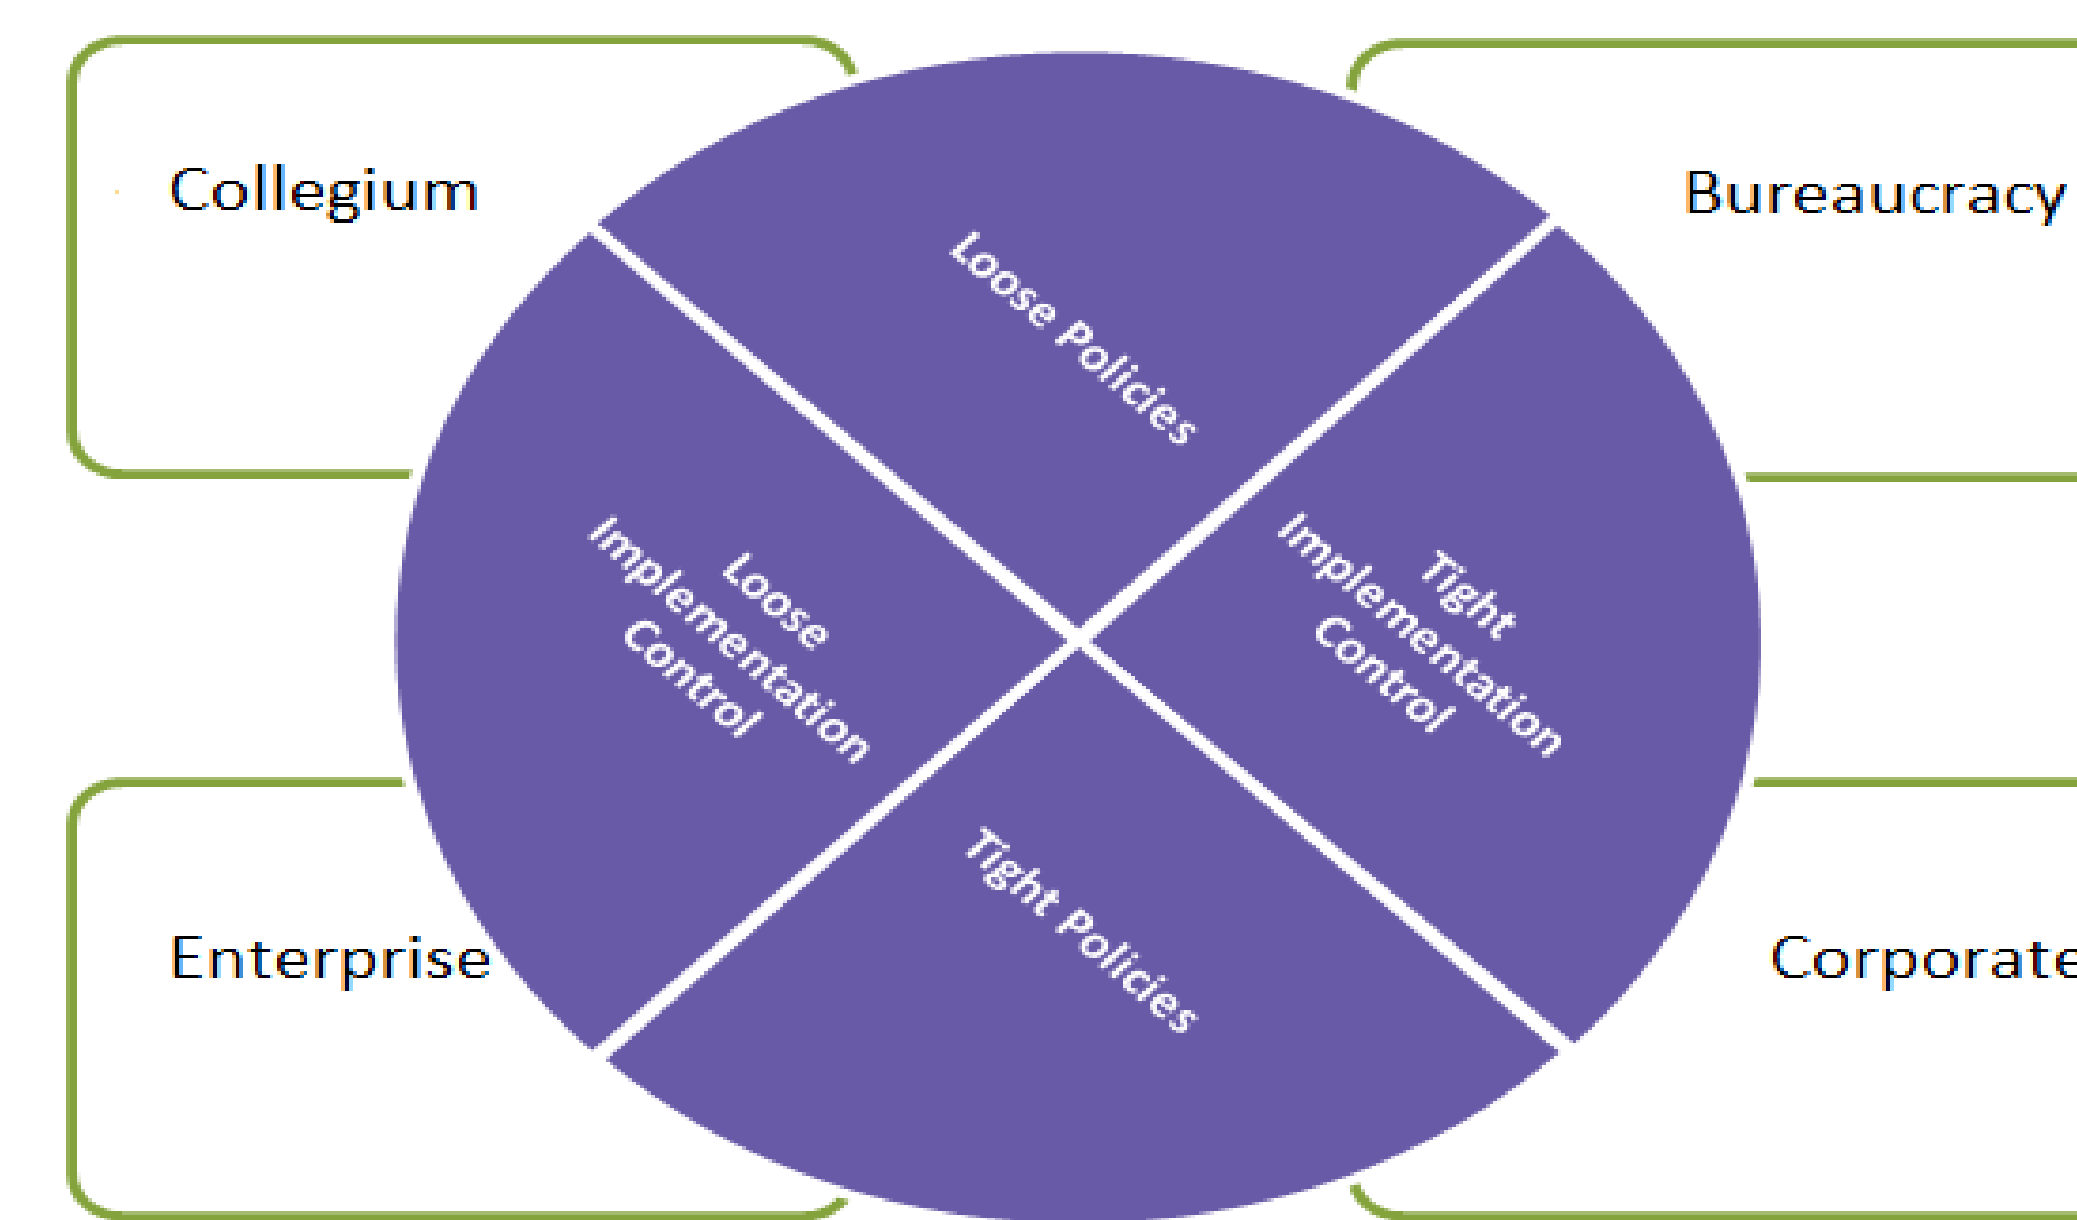 Collegium
Bureaucracy
Loose Policies
Loose
Implementation
Control
Tight
Implementation
Control
Tight Policies
Enterprise
Corporate